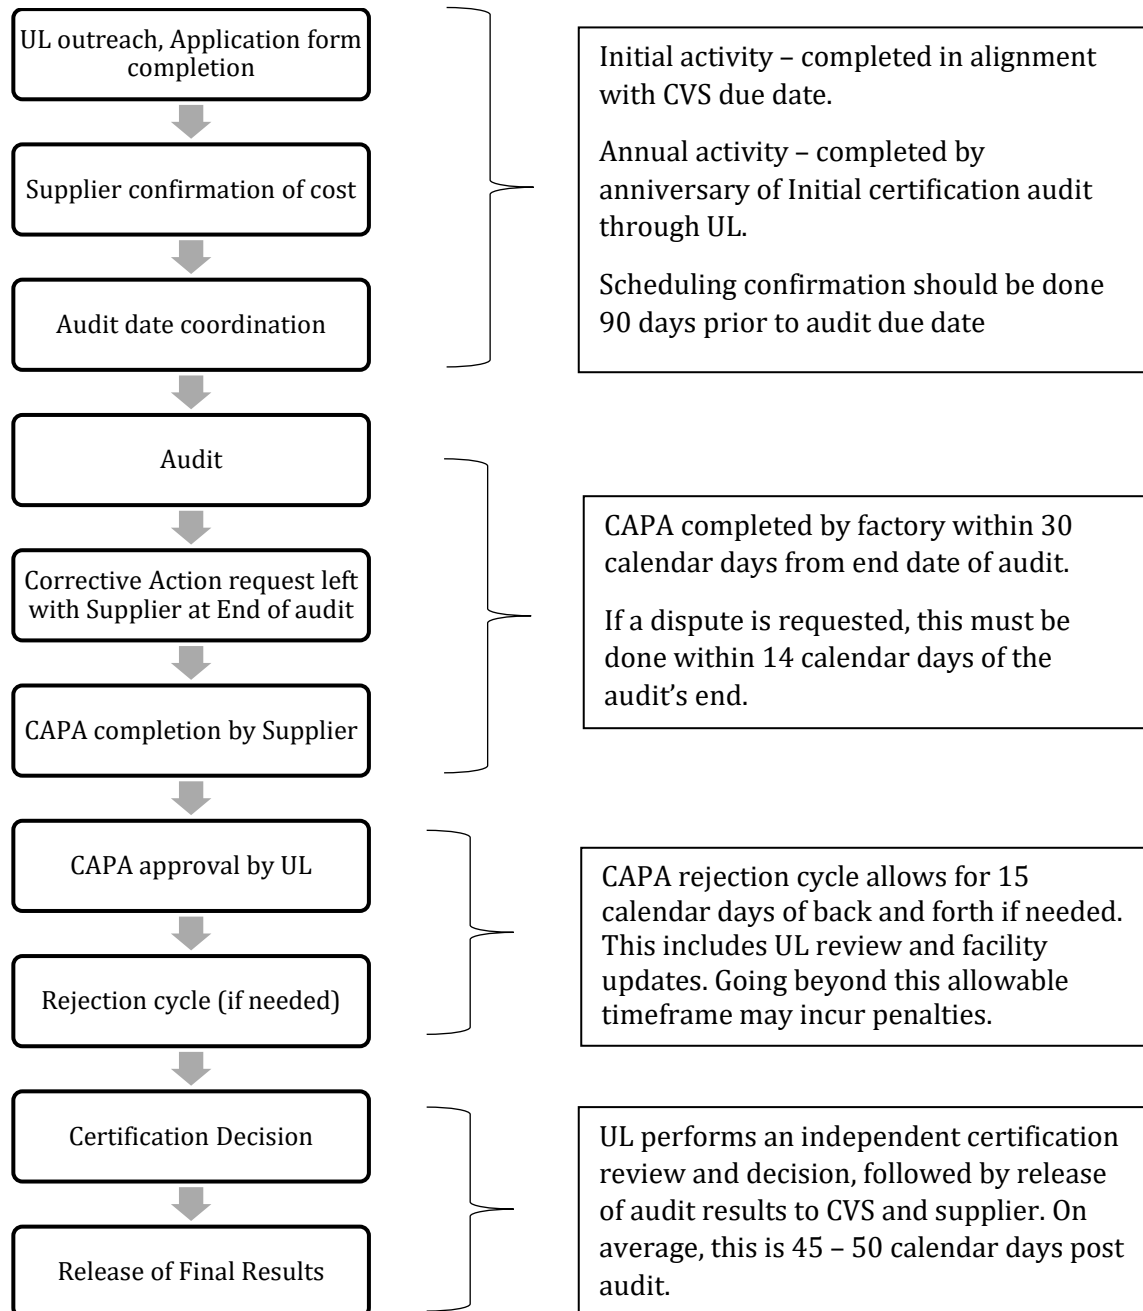 UL outreach, Application form
completion
Supplier confirmation of cost
Audit date coordination
Initial activity – completed in alignment
with CVS due date.
Annual activity – completed by
anniversary of Initial certification audit
through UL.
Scheduling confirmation should be done
90 days prior to audit due date
Audit
Corrective Action request left
with Supplier at End of audit
CAPA completion by Supplier
CAPA completed by factory within 30
calendar days from end date of audit.
If a dispute is requested, this must be
done within 14 calendar days of the
audit’s end.
CAPA approval by UL
Rejection cycle (if needed)
CAPA rejection cycle allows for 15
calendar days of back and forth if needed.
This includes UL review and facility
updates. Going beyond this allowable
timeframe may incur penalties.
Certification Decision
Release of Final Results
UL performs an independent certification
review and decision, followed by release
of audit results to CVS and supplier. On
average, this is 45 – 50 calendar days post
audit.